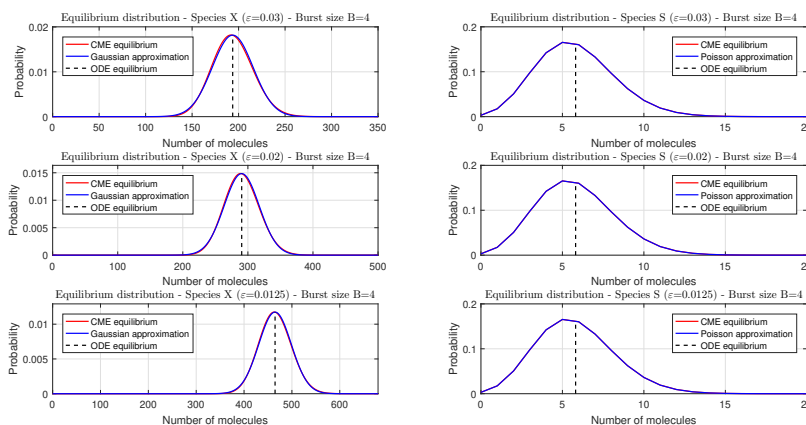 Equilibrium distribution - Species X (ε=0.03) - Burst size B=4
0.02
0.01
0
Probability
CME equilibrium
Gaussian approximation
ODE equilibrium
0 50 100 150 200 250 300 350
Number of molecules
Equilibrium distribution - Species S (ε=0.03) - Burst size B=4
0.2
0.1
0
Probability
CME equilibrium
Poisson approximation
ODE equilibrium
0 5 10 15 20
Number of molecules
Equilibrium distribution - Species X (ε=0.02) - Burst size B=4
0.015
0.01
0.005
0
Probability
CME equilibrium
Gaussian approximation
ODE equilibrium
0 100 200 300 400 500
Number of molecules
Equilibrium distribution - Species S (ε=0.02) - Burst size B=4
0.2
0.1
0
Probability
CME equilibrium
Poisson approximation
ODE equilibrium
0 5 10 15 20
Number of molecules
Equilibrium distribution - Species X (ε=0.0125) - Burst size B=4
0.01
0.005
0
Probability
CME equilibrium
Gaussian approximation
ODE equilibrium
0 100 200 300 400 500 600
Number of molecules
Equilibrium distribution - Species S (ε=0.0125) - Burst size B=4
0.2
0.1
0
Probability
CME equilibrium
Poisson approximation
ODE equilibrium
0 5 10 15 20
Number of molecules